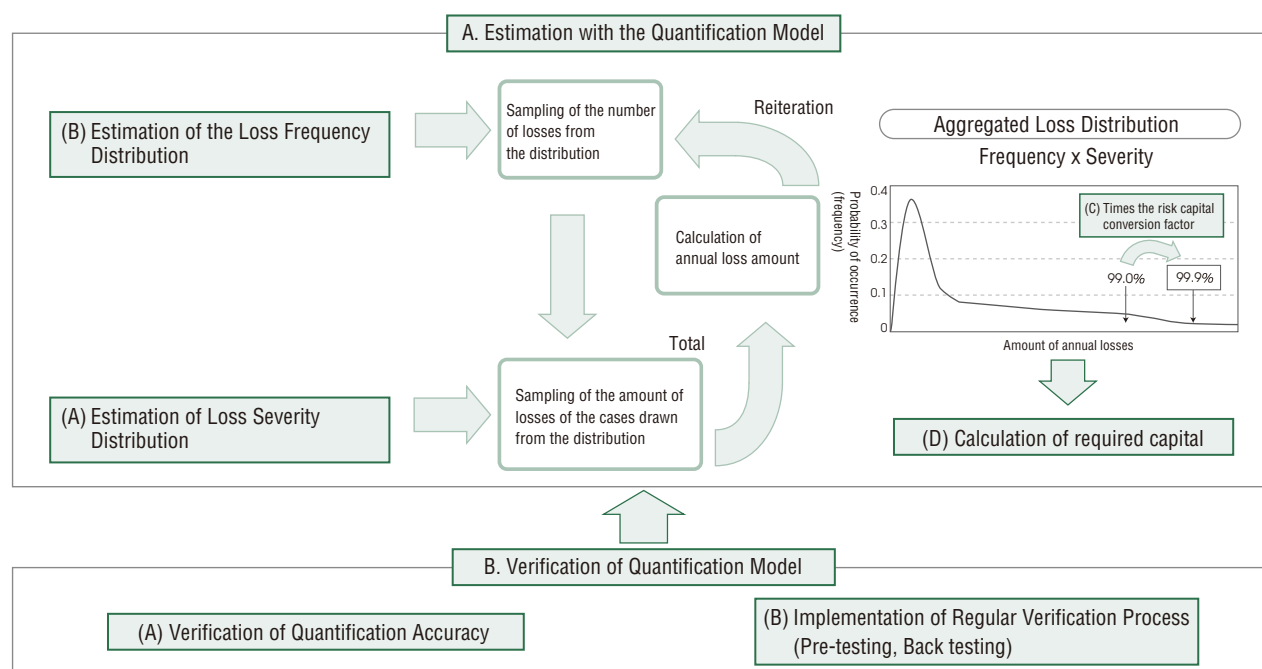 A. Estimation with the Quantification Model
(B) Estimation of the Loss Frequency
Distribution
Sampling of the number
of losses from
the distribution
Reiteration
Calculation of
annual loss amount
Total
(A) Estimation of Loss Severity
Distribution
Sampling of the amount of
losses of the cases drawn
from the distribution
Aggregated Loss Distribution
Frequency x Severity
Probability of occurrence
(frequency)
0.4
0.3
0.2
0.1
0
(C) Times the risk capital
conversion factor
99.0%
99.9%
Amount of annual losses
(D) Calculation of required capital
B. Verification of Quantification Model
(A) Verification of Quantification Accuracy
(B) Implementation of Regular Verification Process
(Pre-testing, Back testing)